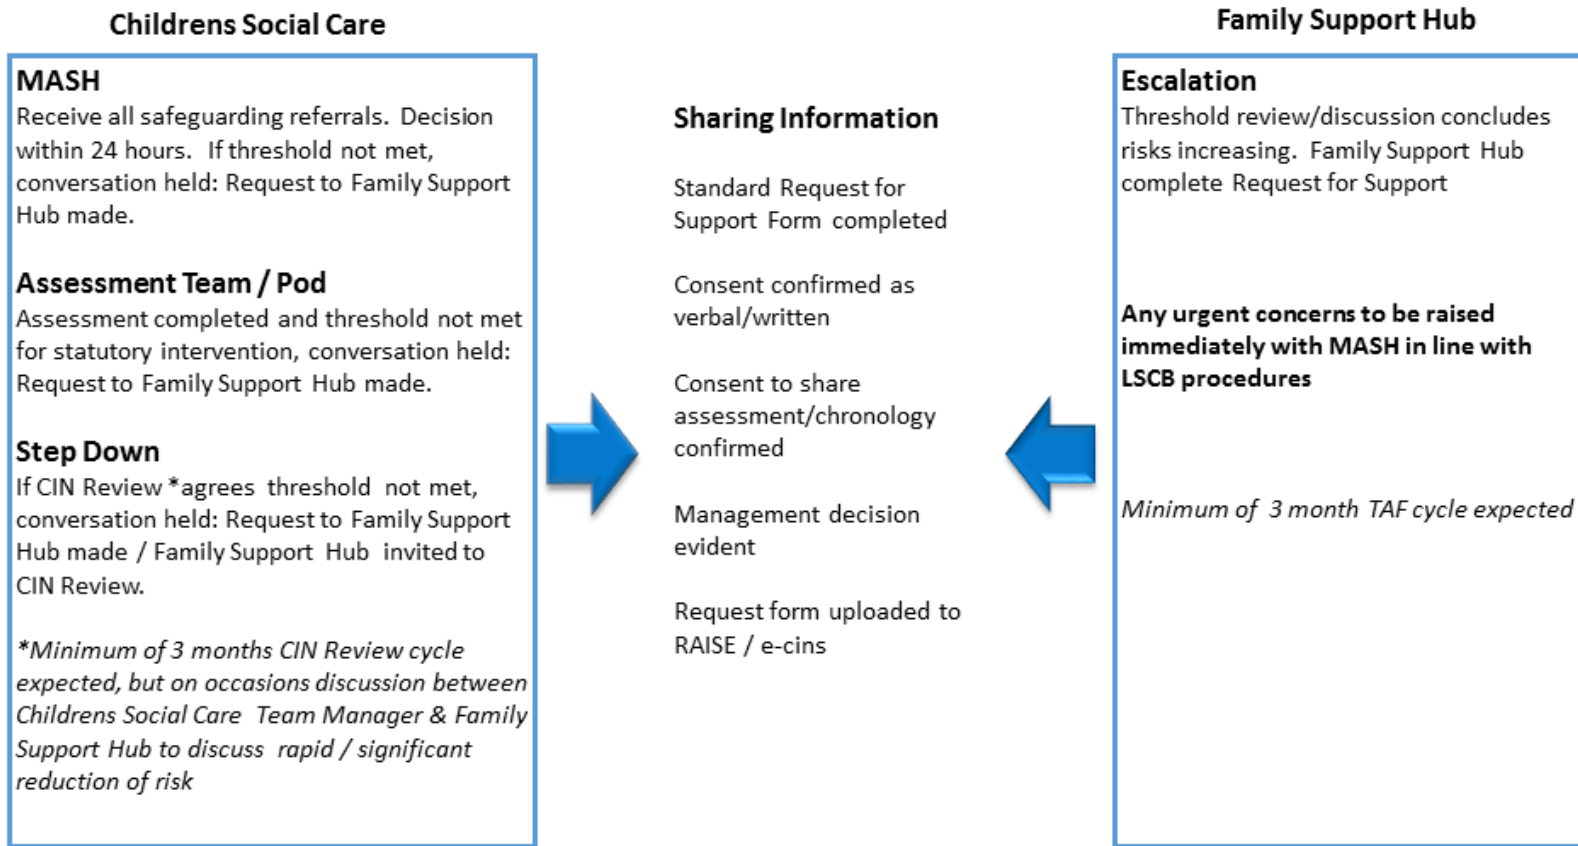 Childrens Social Care
MASH
Receive all safeguarding referrals. Decision
within 24 hours. If threshold not met,
conversation held: Request to Family Support
Hub made.
Assessment Team / Pod
Assessment completed and threshold not met
for statutory intervention, conversation held:
Request to Family Support Hub made.
Step Down
If CIN Review *agrees threshold not met,
conversation held: Request to Family Support
Hub made / Family Support Hub invited to
CIN Review.
*Minimum of 3 months CIN Review cycle
expected, but on occasions discussion between
Childrens Social Care Team Manager & Family
Support Hub to discuss rapid / significant
reduction of risk
Sharing Information
Standard Request for
Support Form completed
Consent confirmed as
verbal/written
Consent to share
assessment/chronology
confirmed
Management decision
evident
Request form uploaded to
RAISE / e-cins
Family Support Hub
Escalation
Threshold review/discussion concludes
risks increasing. Family Support Hub
complete Request for Support
Any urgent concerns to be raised
immediately with MASH in line with
LSCB procedures
Minimum of 3 month TAF cycle expected